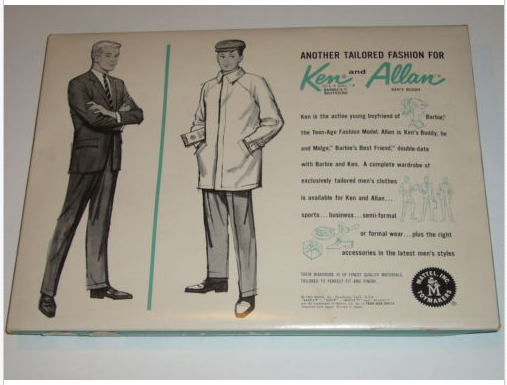 ANOTHER TAILORED FASHION FOR
Ken and Allan
BARBIE'S BOYFRIEND KEN'S BUDDY
Ken is the active young boyfriend of Barbie,
the Teen-Age Fashion Model. Allan is Ken's Buddy; he
and Midge, Barbie's Best Friend, double-date
with Barbie and Ken. A complete wardrobe of
exclusively tailored men's clothes
is available for Ken and Allan...
sports...business...semi-formal
or formal wear...plus the right
accessories in the latest men's styles
THEIR WARDROBE IS OF FINEST QUALITY MATERIALS
TAILORED TO PERFECT FIT AND FINISH.
MATTEL, INC.
M
TOYMAKERS